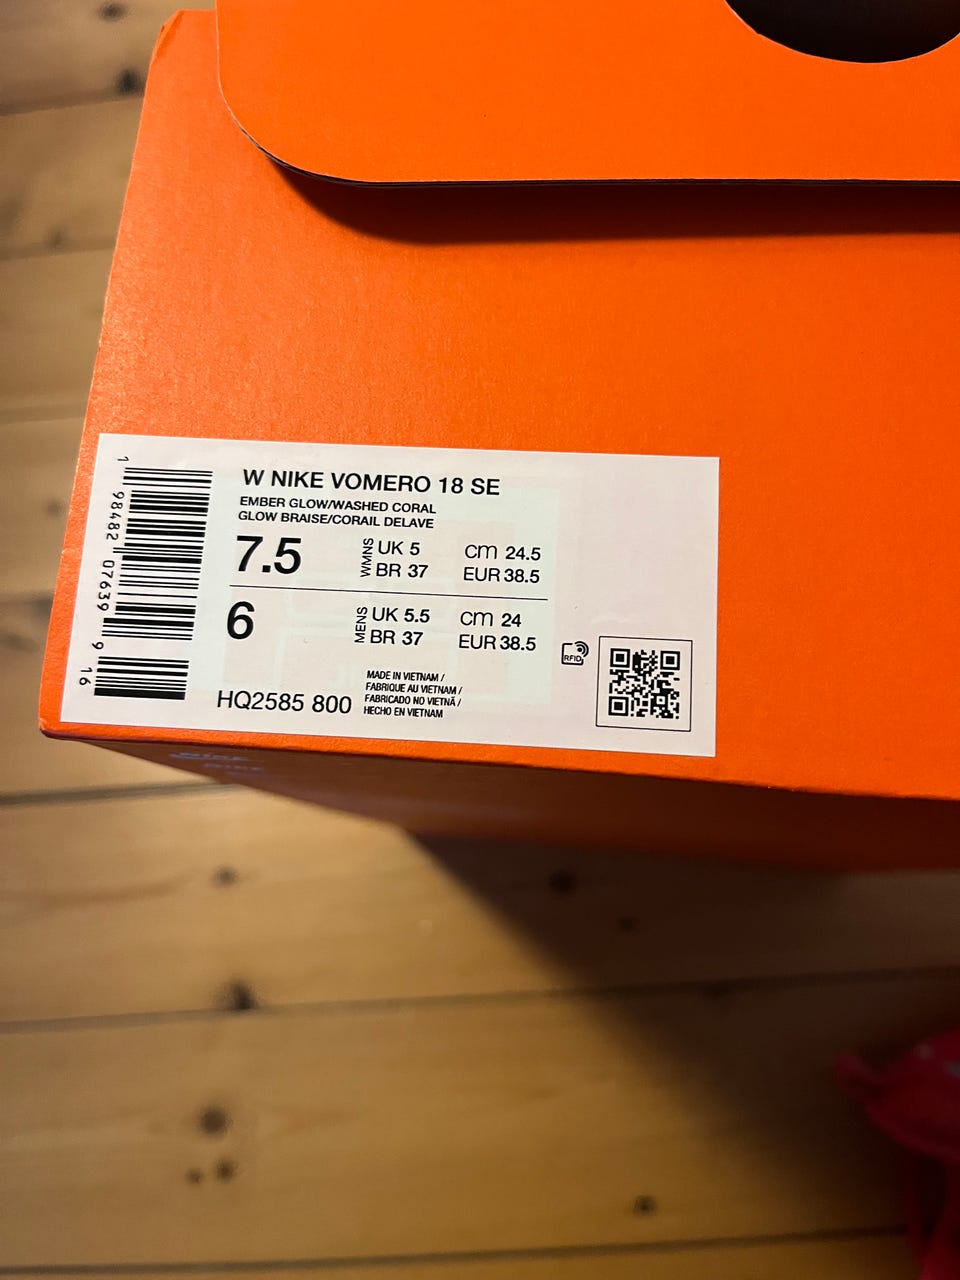 W NIKE VOMERO 18 SE
EMBER GLOW/WASHED CORAL
GLOW BRAISE/CORAIL DELAVE
7.5 WMNS UK 5 cm 24.5
BR 37 EUR 38.5
6 MENS UK 5.5 cm 24
BR 37 EUR 38.5
RFID
HQ2585 800
MADE IN VIETNAM /
FABRIQUE AU VIETNAM /
FABRICADO NO VIETNÃ /
HECHO EN VIETNAM
1 98482 07639 9 16
NIKE